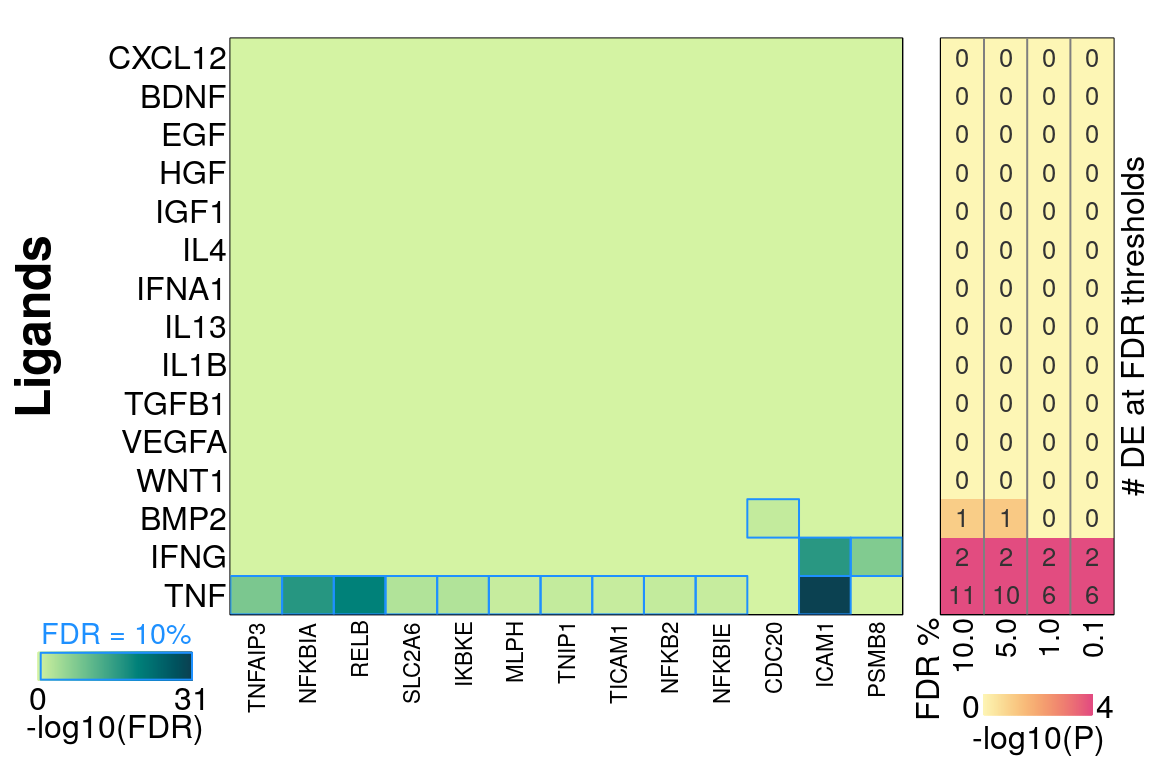 Ligands
CXCL12 0 0 0 0
BDNF 0 0 0 0
EGF 0 0 0 0
HGF 0 0 0 0
IGF1 0 0 0 0
IL4 0 0 0 0
IFNA1 0 0 0 0
IL13 0 0 0 0
IL1B 0 0 0 0
TGFB1 0 0 0 0
VEGFA 0 0 0 0
WNT1 0 0 0 0
BMP2 1 1 0 0
IFNG 2 2 2 2
TNF 11 10 6 6
# DE at FDR thresholds
TNFAIP3
NFKBIA
RELB
SLC2A6
IKBKE
MLPH
TNIP1
TICAM1
NFKB2
NFKBIE
CDC20
ICAM1
PSMB8
FDR %
10.0
5.0
1.0
0.1
FDR = 10%
0 31
-log10(FDR)
0 4
-log10(P)